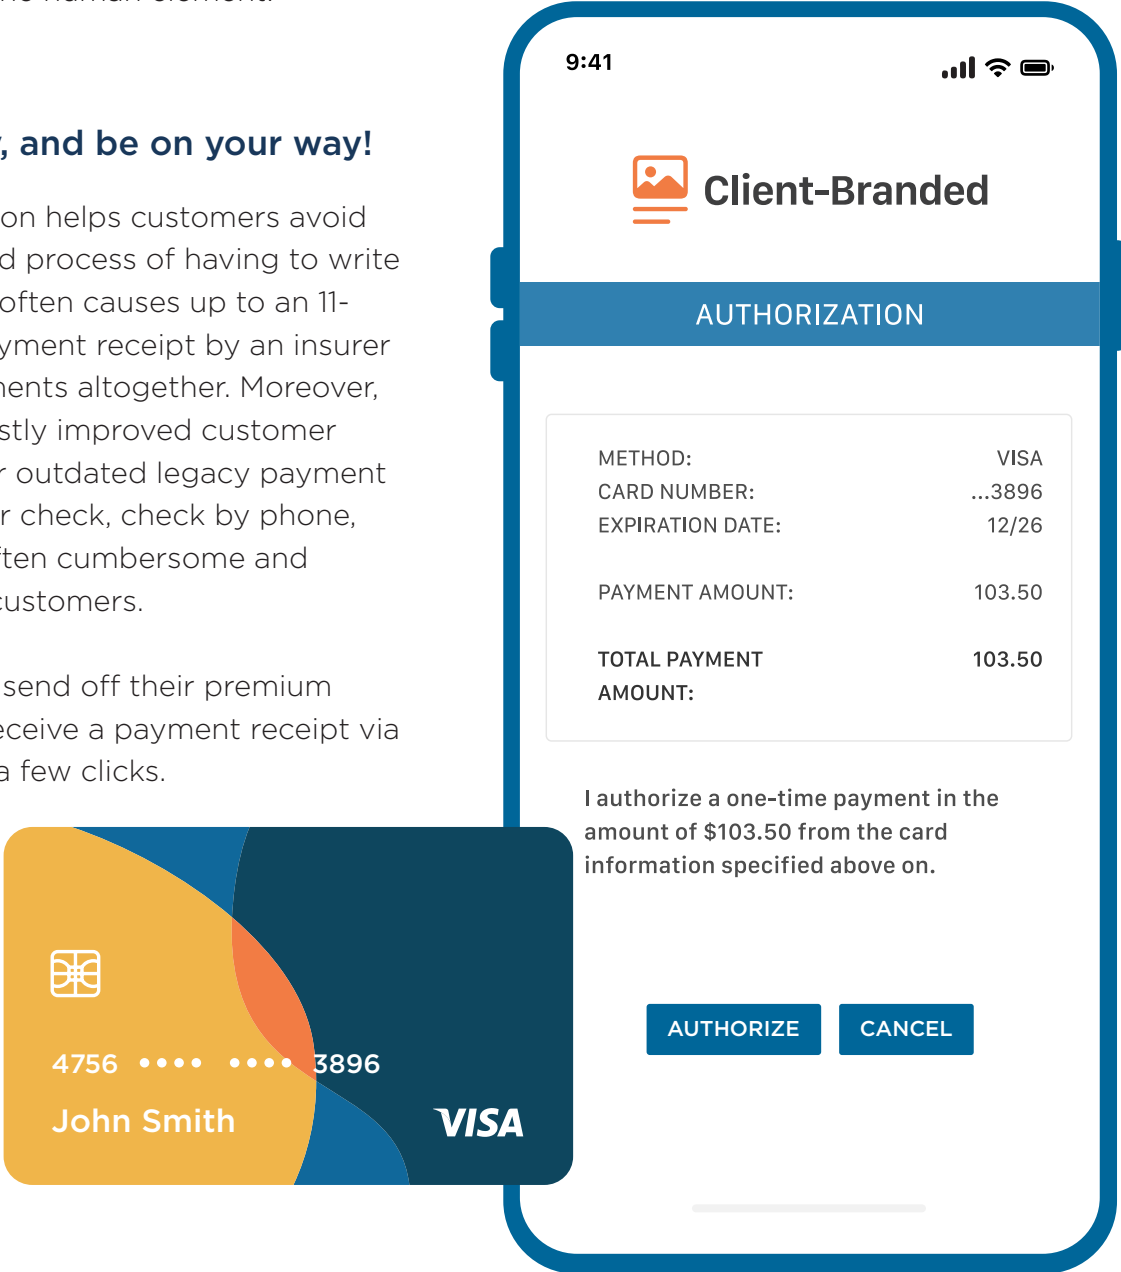 and be on your way!
on helps customers avoid
d process of having to write
often causes up to an 11-
yment receipt by an insurer
nents altogether. Moreover,
stly improved customer
r outdated legacy payment
r check, check by phone,
ften cumbersome and
customers.
send off their premium
eceive a payment receipt via
a few clicks.
4756 •••• •••• 3896
John Smith
VISA
9:41
Client-Branded
AUTHORIZATION
METHOD: VISA
CARD NUMBER: ...3896
EXPIRATION DATE: 12/26
PAYMENT AMOUNT: 103.50
TOTAL PAYMENT 103.50
AMOUNT:
I authorize a one-time payment in the
amount of $103.50 from the card
information specified above on.
AUTHORIZE CANCEL